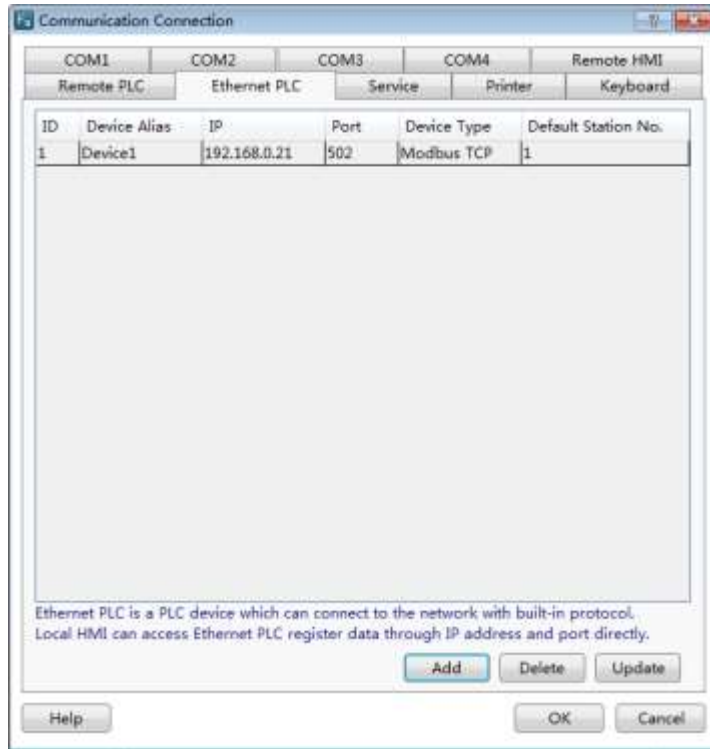 Communication Connection
COM1 COM2 COM3 COM4 Remote HMI
Remote PLC Ethernet PLC Service Printer Keyboard
ID Device Alias IP Port Device Type Default Station No.
1 Device1 192.168.0.21 502 Modbus TCP 1
Ethernet PLC is a PLC device which can connect to the network with built-in protocol.
Local HMI can access Ethernet PLC register data through IP address and port directly.
Add Delete Update
Help OK Cancel